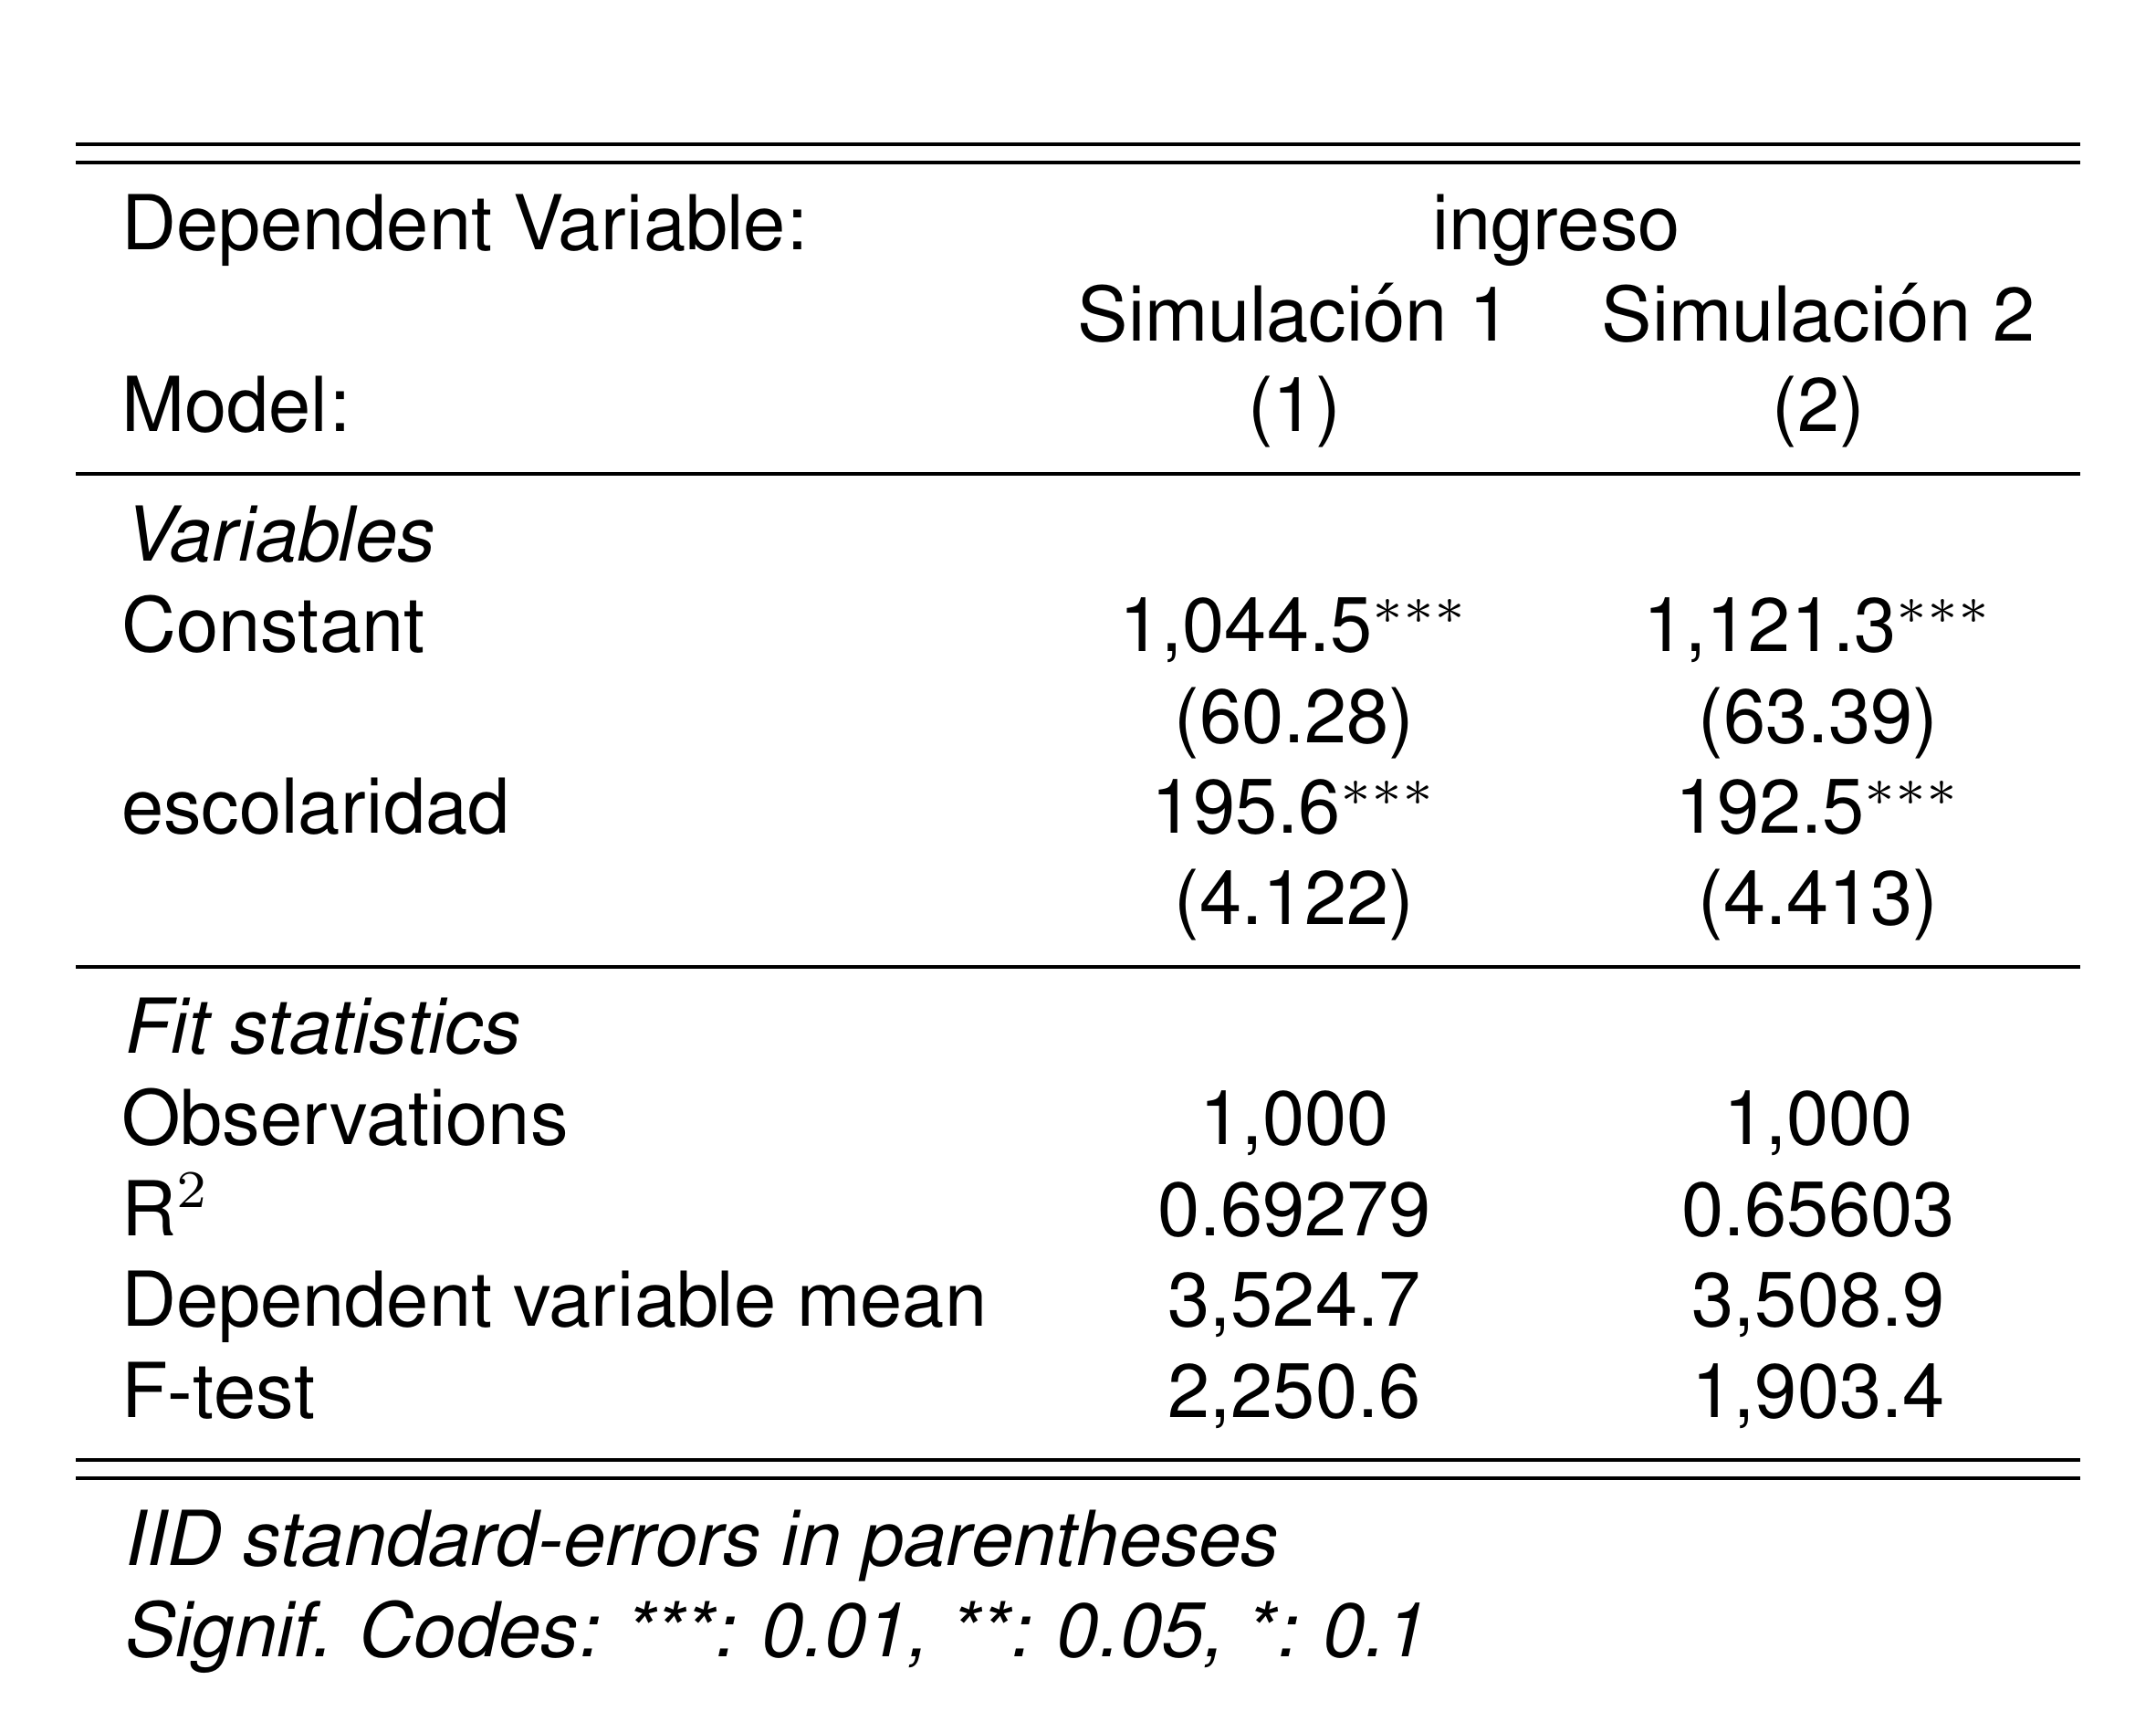 Dependent Variable: ingreso
Simulación 1 Simulación 2
Model: (1) (2)
Variables
Constant 1,044.5*** 1,121.3***
(60.28) (63.39)
escolaridad 195.6*** 192.5***
(4.122) (4.413)
Fit statistics
Observations 1,000 1,000
R² 0.69279 0.65603
Dependent variable mean 3,524.7 3,508.9
F-test 2,250.6 1,903.4
IID standard-errors in parentheses
Signif. Codes: ***: 0.01, **: 0.05, *: 0.1